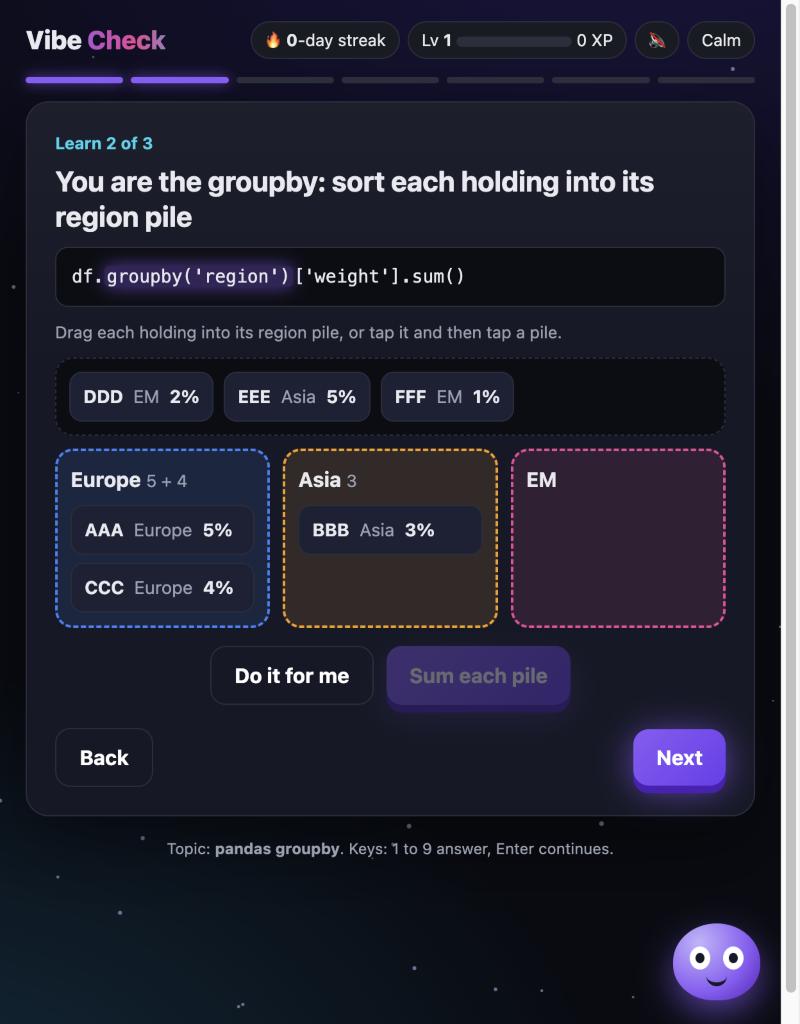 Vibe Check
🔥 0-day streak
Lv 1 0 XP
Calm
Learn 2 of 3
You are the groupby: sort each holding into its
region pile
df.groupby('region')['weight'].sum()
Drag each holding into its region pile, or tap it and then tap a pile.
DDD EM 2% EEE Asia 5% FFF EM 1%
Europe 5 + 4
AAA Europe 5%
CCC Europe 4%
Asia 3
BBB Asia 3%
EM
Do it for me Sum each pile
Back Next
Topic: pandas groupby. Keys: 1 to 9 answer, Enter continues.